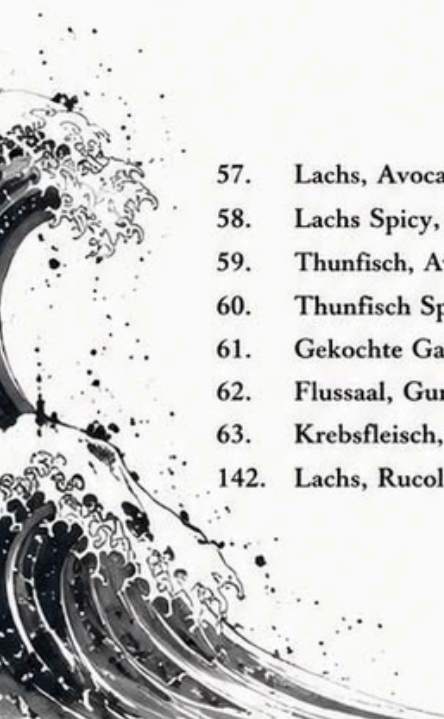 57. Lachs, Avoca
58. Lachs Spicy,
59. Thunfisch, A
60. Thunfisch Sp
61. Gekochte Ga
62. Flussaal, Gur
63. Krebsfleisch,
142. Lachs, Rucol